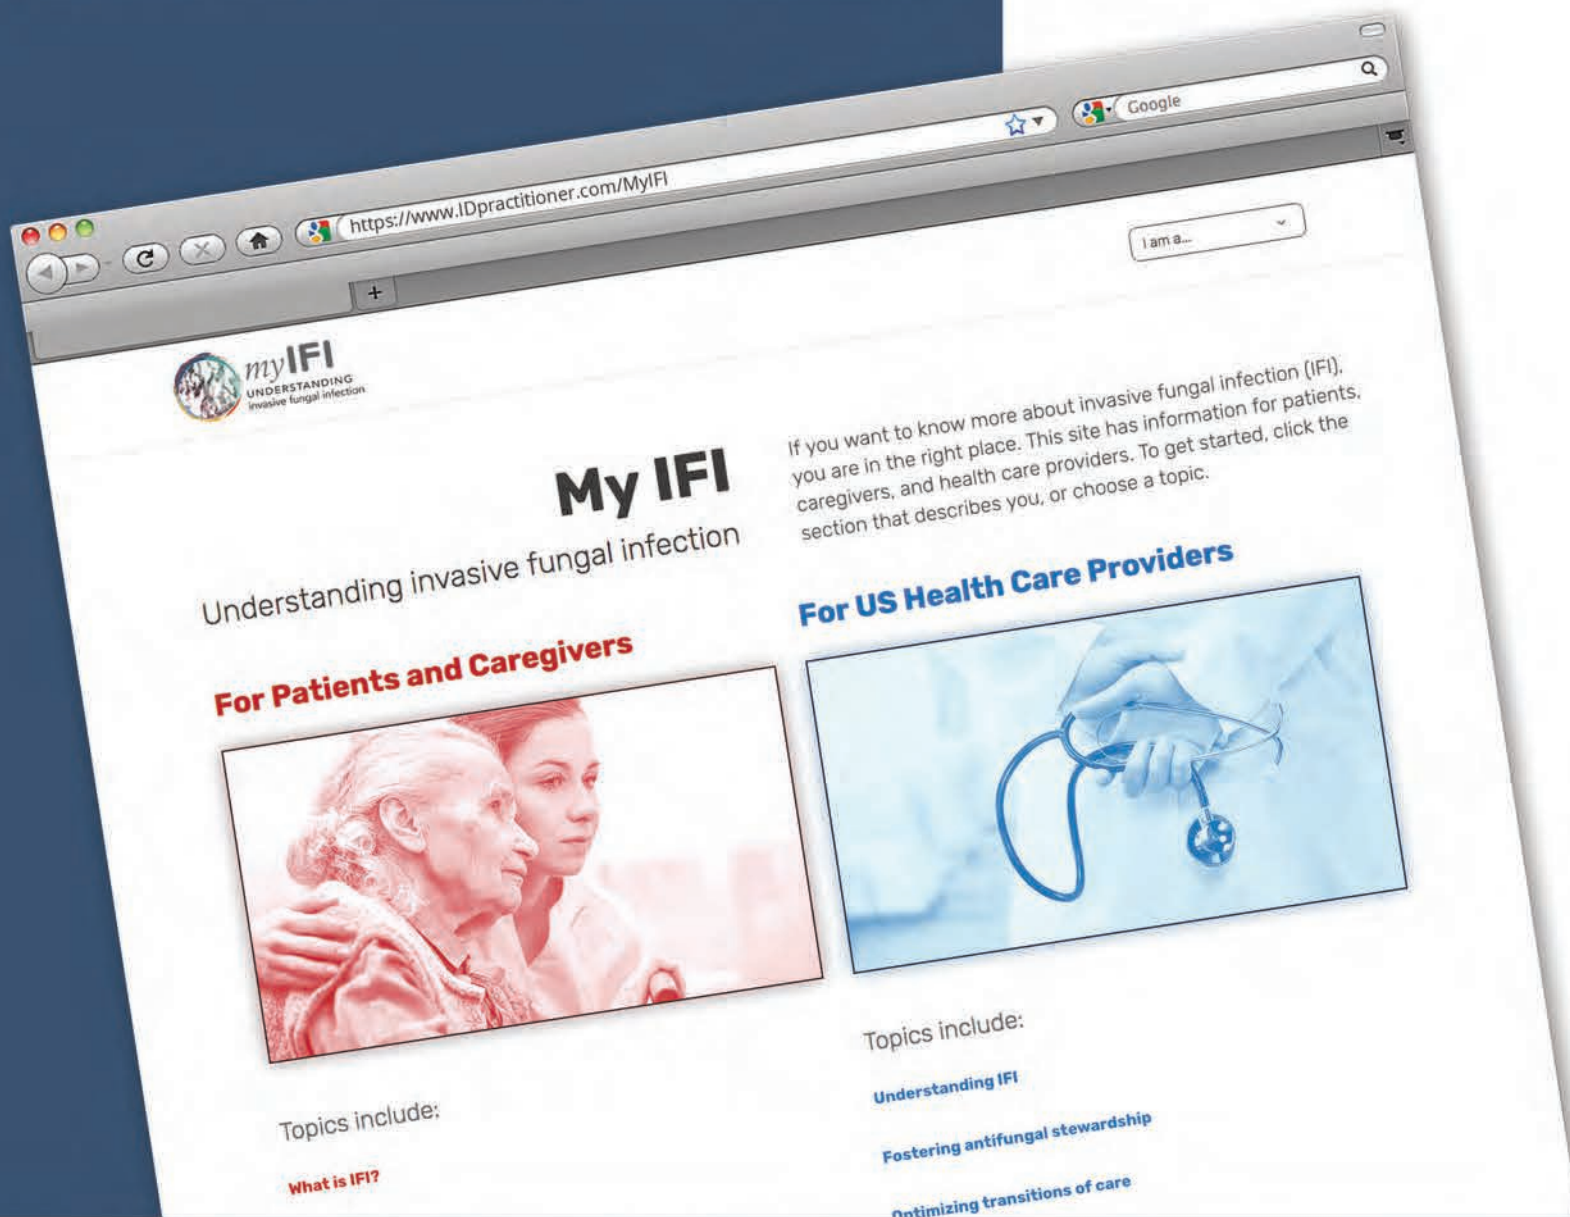 Google
https://www.IDpractitioner.com/MyIFI
I am a...
+
myIFI
UNDERSTANDING
invasive fungal infection
My IFI
Understanding invasive fungal infection
If you want to know more about invasive fungal infection (IFI),
you are in the right place. This site has information for patients,
caregivers, and health care providers. To get started, click the
section that describes you, or choose a topic.
For Patients and Caregivers
For US Health Care Providers
Topics include:
What is IFI?
Topics include:
Understanding IFI
Fostering antifungal stewardship
Optimizing transitions of care